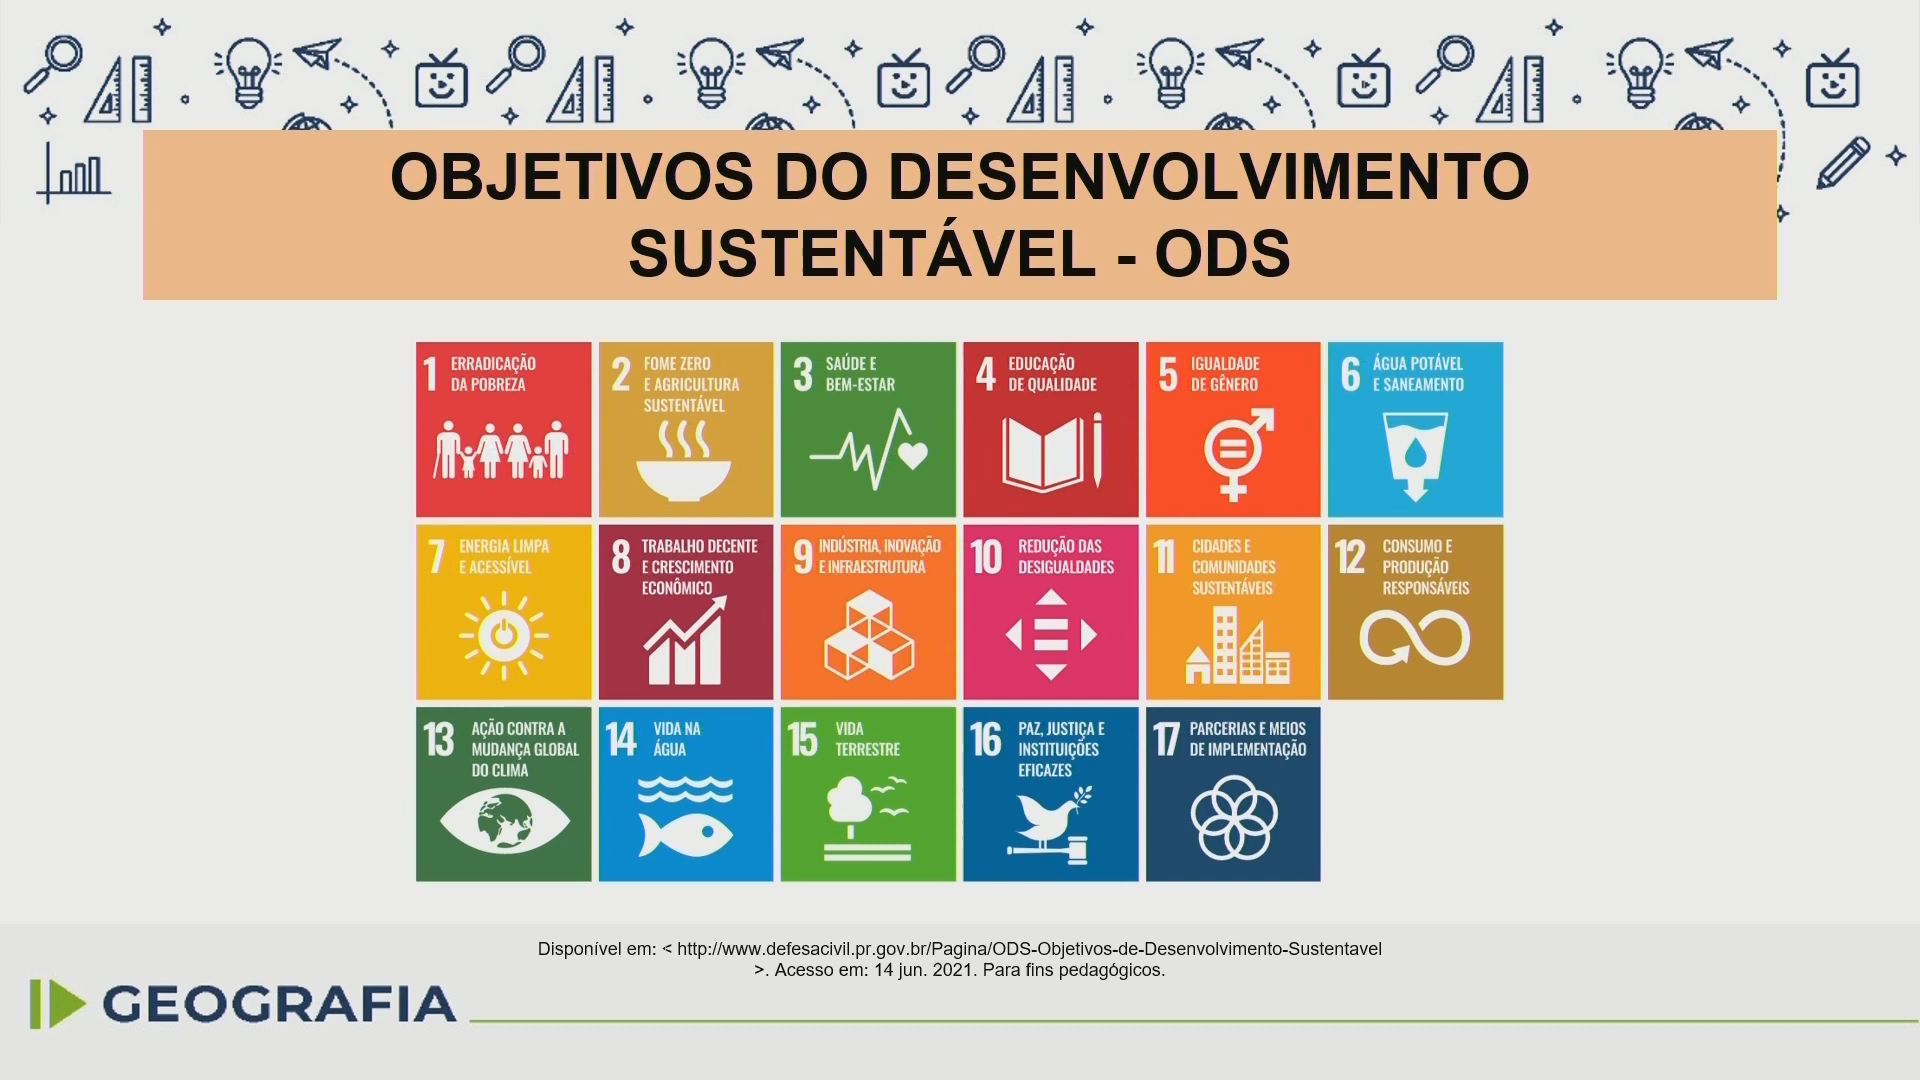 OBJETIVOS DO DESENVOLVIMENTO
SUSTENTÁVEL - ODS
1 ERRADICAÇÃO
DA POBREZA
2 FOME ZERO
E AGRICULTURA
SUSTENTÁVEL
3 SAÚDE E
BEM-ESTAR
4 EDUCAÇÃO
DE QUALIDADE
5 IGUALDADE
DE GÊNERO
6 ÁGUA POTÁVEL
E SANEAMENTO
7 ENERGIA LIMPA
E ACESSÍVEL
8 TRABALHO DECENTE
E CRESCIMENTO
ECONÔMICO
9 INDÚSTRIA, INOVAÇÃO
E INFRAESTRUTURA
10 REDUÇÃO DAS
DESIGUALDADES
11 CIDADES E
COMUNIDADES
SUSTENTÁVEIS
12 CONSUMO E
PRODUÇÃO
RESPONSÁVEIS
13 AÇÃO CONTRA A
MUDANÇA GLOBAL
DO CLIMA
14 VIDA NA
ÁGUA
15 VIDA
TERRESTRE
16 PAZ, JUSTIÇA E
INSTITUIÇÕES
EFICAZES
17 PARCERIAS E MEIOS
DE IMPLEMENTAÇÃO
Disponível em: < http://www.defesacivil.pr.gov.br/Pagina/ODS-Objetivos-de-Desenvolvimento-Sustentavel
>. Acesso em: 14 jun. 2021. Para fins pedagógicos.
GEOGRAFIA